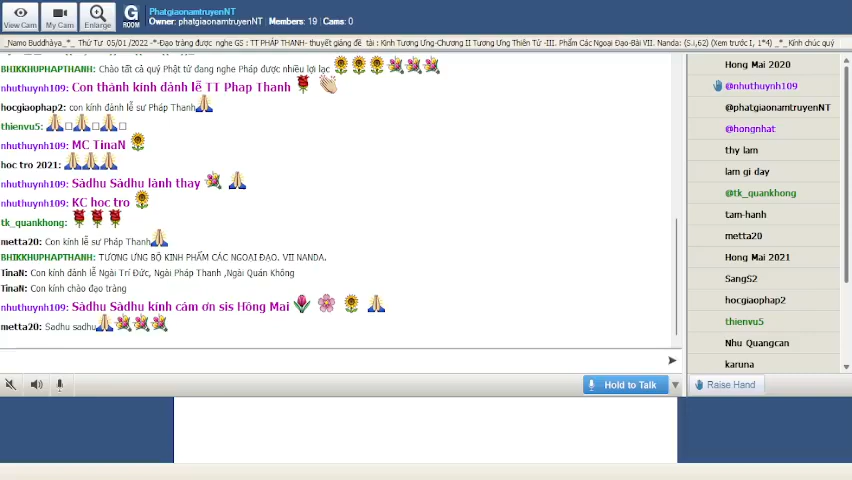 View Cam
My Cam
Enlarge
G
ROOM
PhatgiaonamtruyenNT
Owner: phatgiaonamtruyenNT Members: 19 Cams: 0
_Namo Buddhàya_*_ Thứ Tư 05/01 /2022 -*-Đạo tràng được nghe GS : TT PHÁP THANH- thuyết giảng đề tài : Kinh Tương Ưng-Chương II Tương Ưng Thiên Tử -III. Phẩm Các Ngoại Đạo-Bài VII. Nanda: (S.i,62) (Xem trước I, 1*4) _*_Kính chúc quý
BHIKKHUPHAPTHANH: Chào tất cả quý Phật tử đang nghe Pháp được nhiều lợi lạc
nhuthuynh109: Con thành kính đảnh lễ TT Phap Thanh
hocgiaophap2: con kính đảnh lễ sư Pháp Thanh
thienvu5:
nhuthuynh109: MC TinaN
hoc tro 2021:
nhuthuynh109: Sàdhu Sàdhu lành thay
nhuthuynh109: KC hoc tro
tk_quankhong:
metta20: Con kính lễ sư Pháp Thanh
BHIKKHUPHAPTHANH: TƯƠNG ƯNG BỘ KINH PHẨM CÁC NGOẠI ĐẠO. VII NANDA.
TinaN: Con kính đảnh lễ Ngài Trí Đức, Ngài Pháp Thanh ,Ngài Quán Không
TinaN: Con kính chào đạo tràng
nhuthuynh109: Sàdhu Sàdhu kính cám ơn sis Hông Mai
metta20: Sadhu sadhu
Hold to Talk
Hong Mai 2020
@nhuthuynh109
@phatgiaonamtruyenNT
@hongnhat
thy lam
lam gi day
@tk_quankhong
tam-hanh
metta20
Hong Mai 2021
SangS2
hocgiaophap2
thienvu5
Nhu Quangcan
karuna
Raise Hand